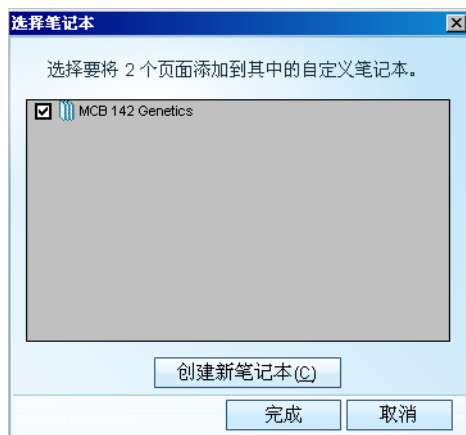 选择笔记本
选择要将 2 个页面添加到其中的自定义笔记本。
MCB 142 Genetics
创建新笔记本(C)
完成
取消